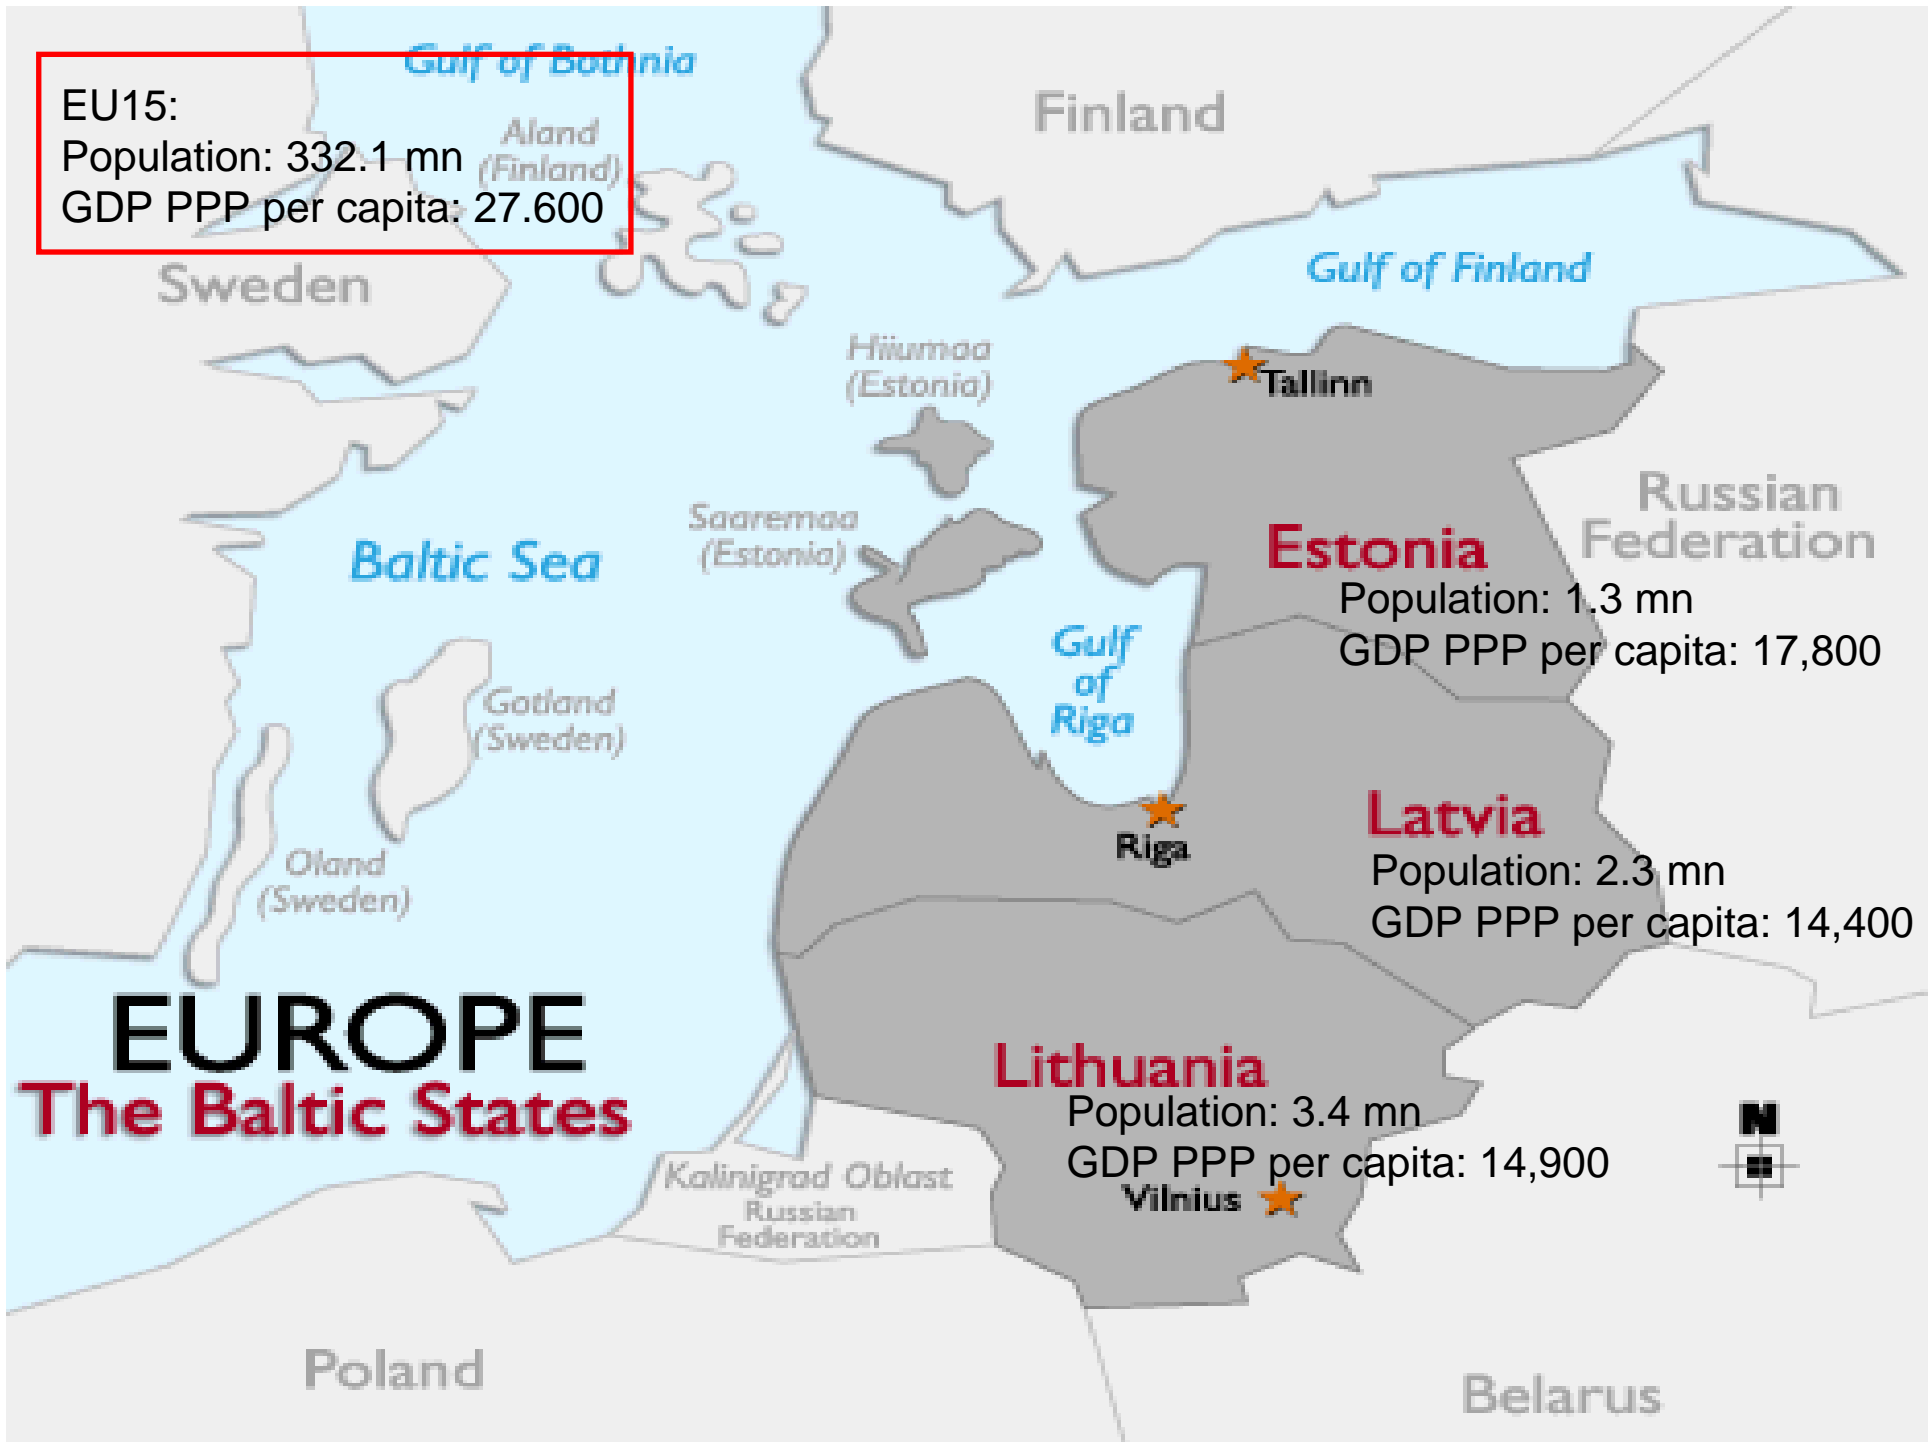 Gulf of Bothnia
EU15:
Population: 332.1 mn
GDP PPP per capita: 27.600
Aland
(Finland)
Finland
Sweden
Gulf of Finland
Hiiumaa
(Estonia)
Tallinn
Russian
Federation
Saaremaa
(Estonia)
Baltic Sea
Estonia
Population: 1.3 mn
GDP PPP per capita: 17,800
Gulf
of
Riga
Gotland
(Sweden)
Latvia
Population: 2.3 mn
GDP PPP per capita: 14,400
Riga
Oland
(Sweden)
EUROPE
The Baltic States
Lithuania
Population: 3.4 mn
GDP PPP per capita: 14,900
Vilnius
N
Kalinigrad Oblast
Russian
Federation
Poland
Belarus